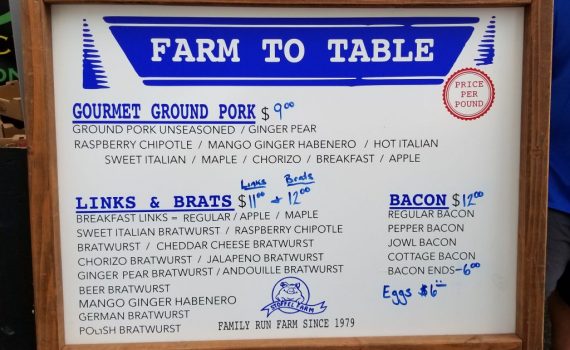 FARM TO TABLE
PRICE
PER
POUND
GOURMET GROUND PORK $9.00
GROUND PORK UNSEASONED / GINGER PEAR
RASPBERRY CHIPOTLE / MANGO GINGER HABENERO / HOT ITALIAN
SWEET ITALIAN / MAPLE / CHORIZO / BREAKFAST / APPLE
Links Brats
LINKS & BRATS $11.00 + 12.00
BREAKFAST LINKS = REGULAR / APPLE / MAPLE
SWEET ITALIAN BRATWURST / RASPBERRY CHIPOTLE
BRATWURST / CHEDDAR CHEESE BRATWURST
CHORIZO BRATWURST / JALAPENO BRATWURST
GINGER PEAR BRATWURST / ANDOUILLE BRATWURST
BEER BRATWURST
MANGO GINGER HABENERO
GERMAN BRATWURST
POLISH BRATWURST
BACON $12.00
REGULAR BACON
PEPPER BACON
JOWL BACON
COTTAGE BACON
BACON ENDS - 6.00
Eggs $6
STOFFEL FARM
FAMILY RUN FARM SINCE 1979